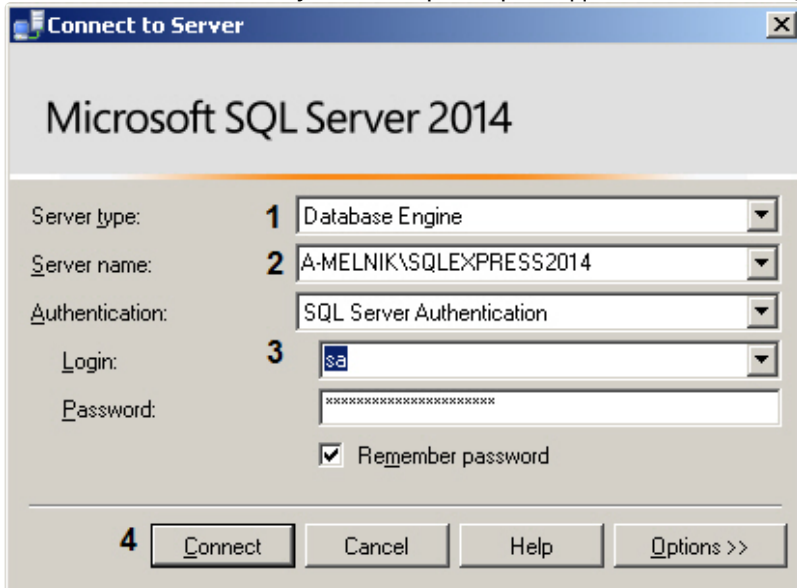 Connect to Server
Microsoft SQL Server 2014
Server type: 1 Database Engine
Server name: 2 A-MELNIK\SQLEXPRESS2014
Authentication: SQL Server Authentication
Login: 3 sa
Password: **********************
Remember password
4 Connect Cancel Help Options >>